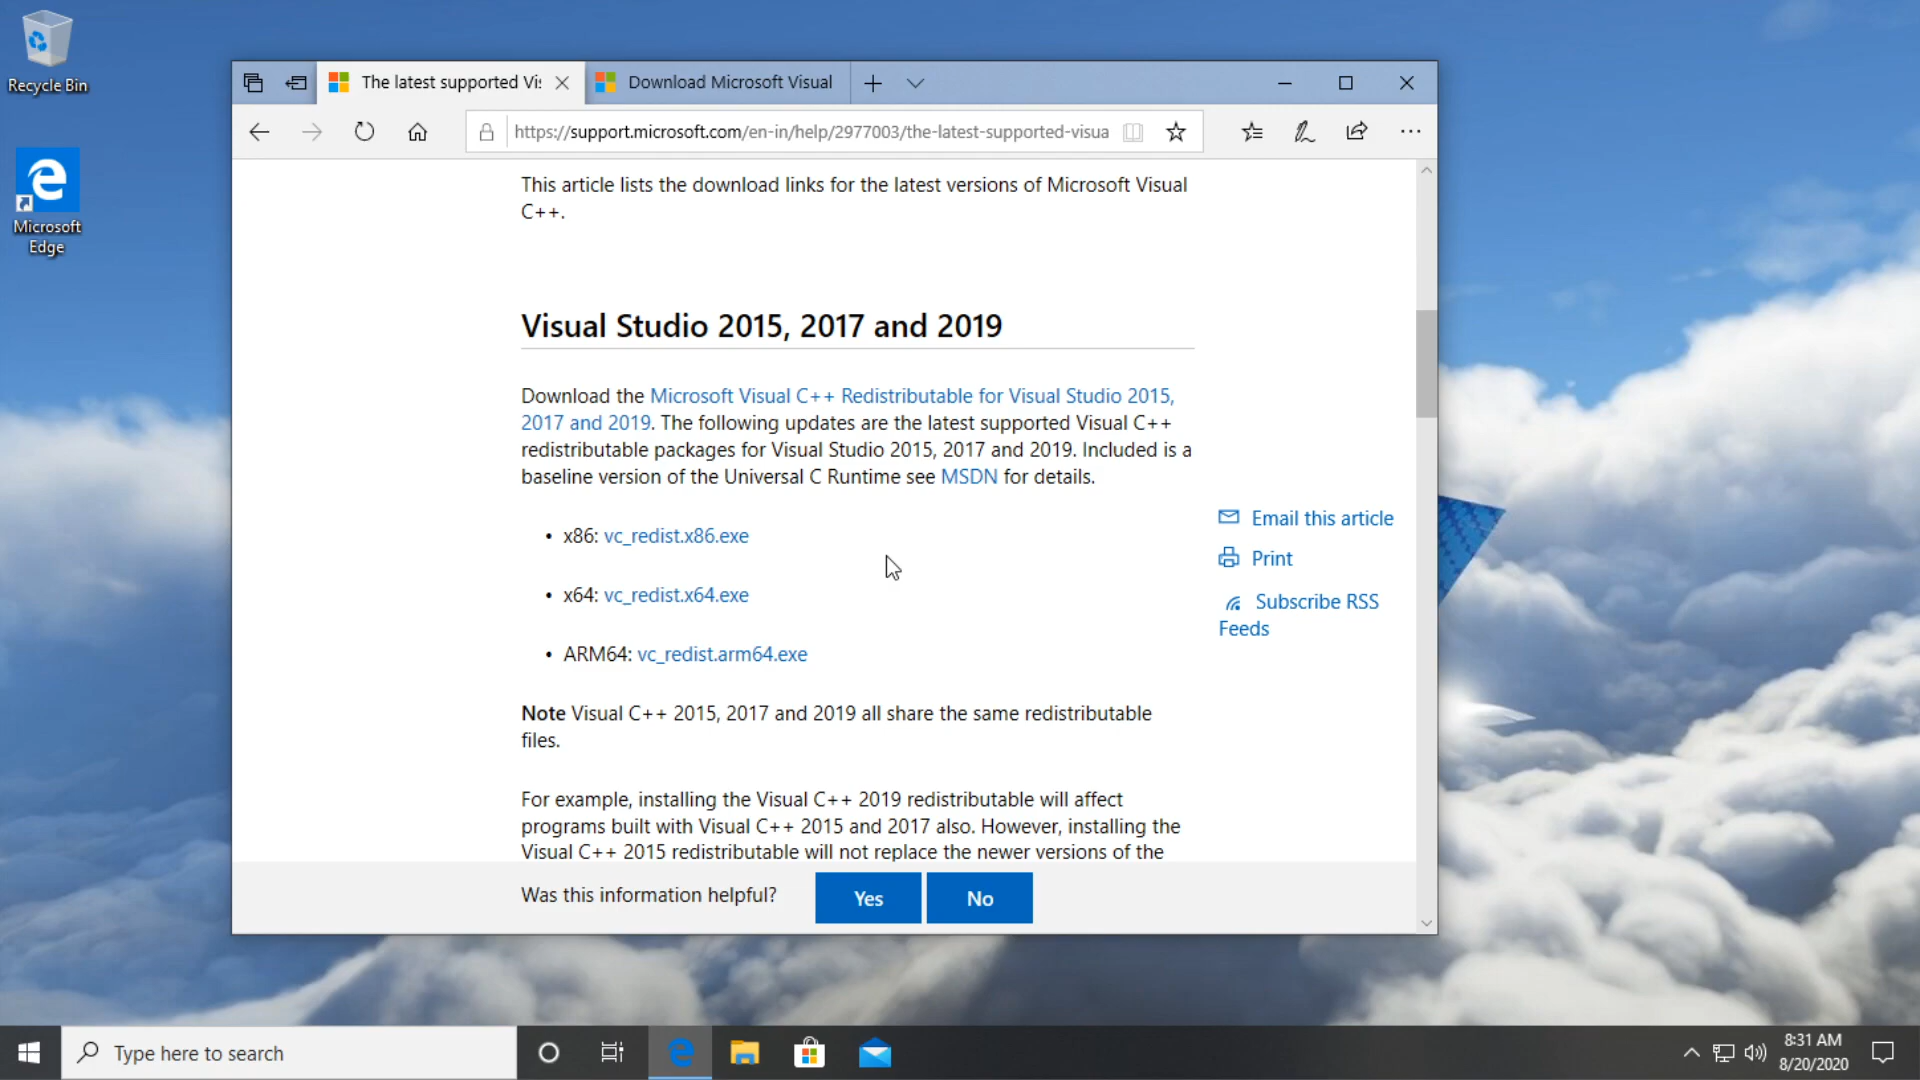 Recycle Bin
Microsoft
Edge
The latest supported Vi
Download Microsoft Visual
https://support.microsoft.com/en-in/help/2977003/the-latest-supported-visua
This article lists the download links for the latest versions of Microsoft Visual
C++.
Visual Studio 2015, 2017 and 2019
Download the Microsoft Visual C++ Redistributable for Visual Studio 2015,
2017 and 2019. The following updates are the latest supported Visual C++
redistributable packages for Visual Studio 2015, 2017 and 2019. Included is a
baseline version of the Universal C Runtime see MSDN for details.
• x86: vc_redist.x86.exe
• x64: vc_redist.x64.exe
• ARM64: vc_redist.arm64.exe
Note Visual C++ 2015, 2017 and 2019 all share the same redistributable
files.
For example, installing the Visual C++ 2019 redistributable will affect
programs built with Visual C++ 2015 and 2017 also. However, installing the
Visual C++ 2015 redistributable will not replace the newer versions of the
Email this article
Print
Subscribe RSS
Feeds
Was this information helpful?
Yes
No
Type here to search
8:31 AM
8/20/2020